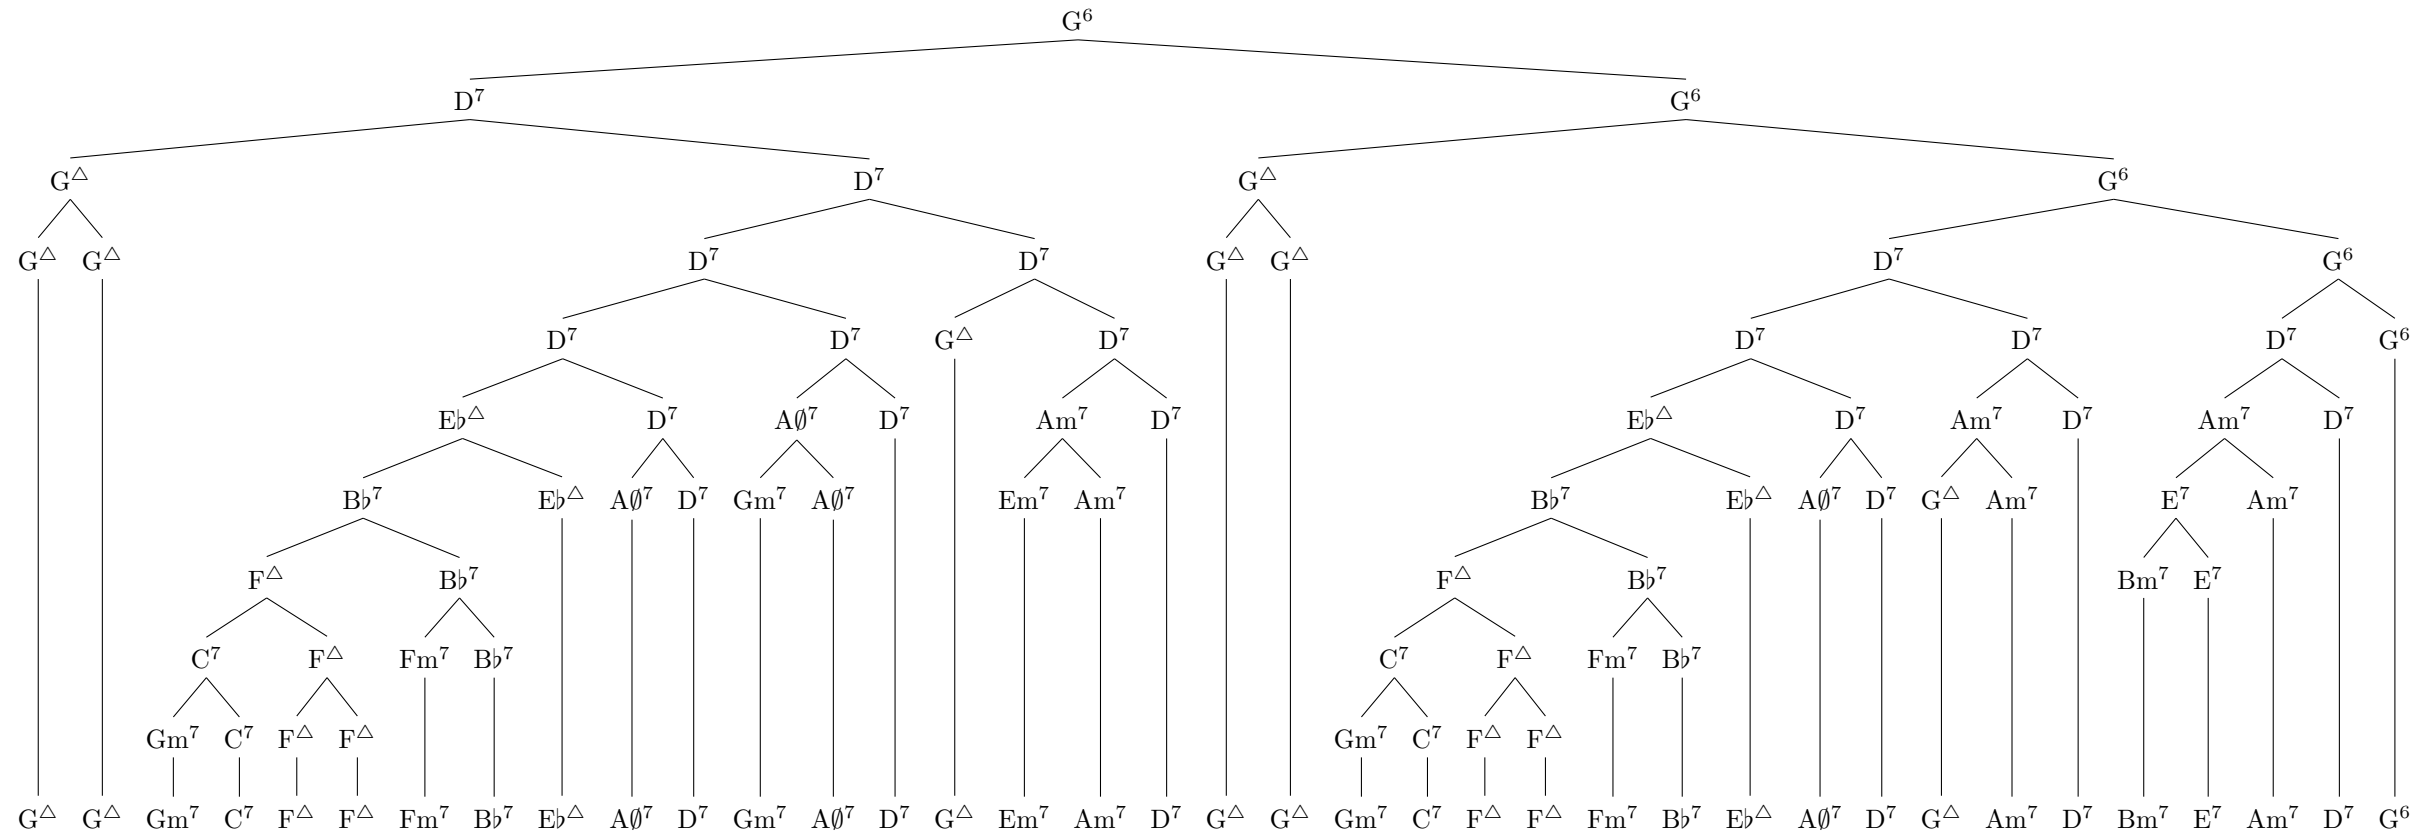 G⁶
D⁷ G⁶
G△ D⁷ G△ G⁶
G△ G△ D⁷ D⁷ G△ G△ D⁷ G⁶
D⁷ D⁷ G△ D⁷ D⁷ D⁷ D⁷ G⁶
E♭△ D⁷ A∅⁷ D⁷ Am⁷ D⁷ E♭△ D⁷ Am⁷ D⁷ Am⁷ D⁷
B♭⁷ E♭△ A∅⁷ D⁷ Gm⁷ A∅⁷ Em⁷ Am⁷ B♭⁷ E♭△ A∅⁷ D⁷ G△ Am⁷ E⁷ Am⁷
F△ B♭⁷ F△ B♭⁷ Bm⁷ E⁷
C⁷ F△ Fm⁷ B♭⁷ C⁷ F△ Fm⁷ B♭⁷
Gm⁷ C⁷ F△ F△ Gm⁷ C⁷ F△ F△
G△ G△ Gm⁷ C⁷ F△ F△ Fm⁷ B♭⁷ E♭△ A∅⁷ D⁷ Gm⁷ A∅⁷ D⁷ G△ Em⁷ Am⁷ D⁷ G△ G△ Gm⁷ C⁷ F△ F△ Fm⁷ B♭⁷ E♭△ A∅⁷ D⁷ G△ Am⁷ D⁷ Bm⁷ E⁷ Am⁷ D⁷ G⁶